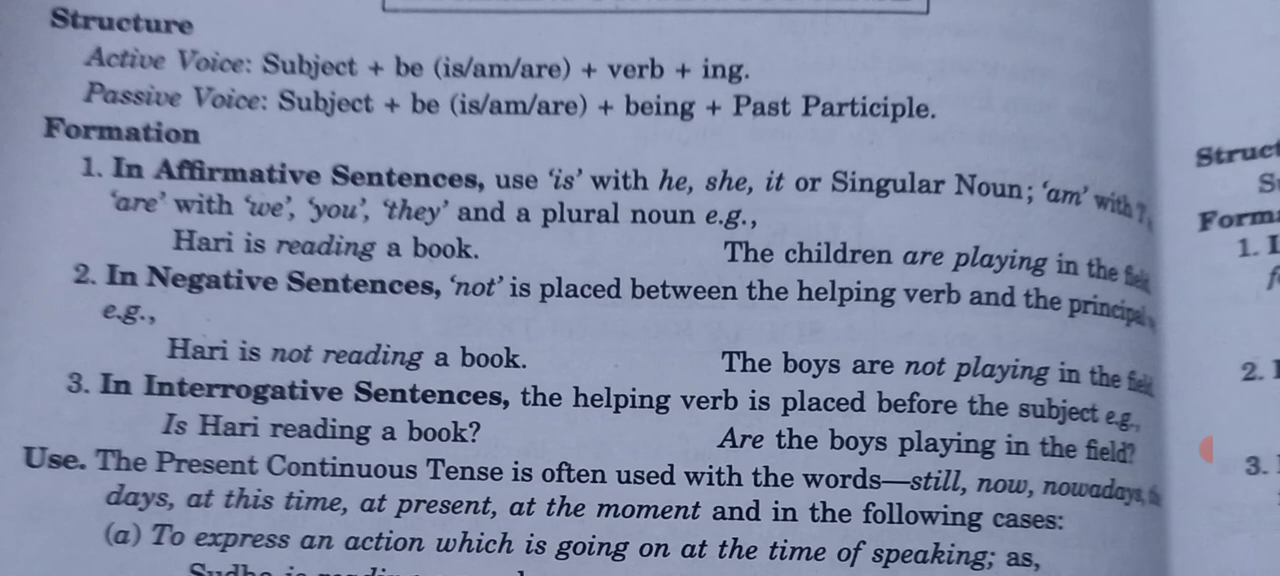 Structure
Active Voice: Subject + be (is/am/are) + verb + ing.
Passive Voice: Subject + be (is/am/are) + being + Past Participle.
Formation
1. In Affirmative Sentences, use ‘is’ with he, she, it or Singular Noun; ‘am’ with
‘are’ with ‘we’, ‘you’, ‘they’ and a plural noun e.g.,
Hari is reading a book. The children are playing in the field
2. In Negative Sentences, ‘not’ is placed between the helping verb and the principal
e.g.,
Hari is not reading a book. The boys are not playing in the field
3. In Interrogative Sentences, the helping verb is placed before the subject e.g.,
Is Hari reading a book? Are the boys playing in the field?
Use. The Present Continuous Tense is often used with the words—still, now, nowadays,
days, at this time, at present, at the moment and in the following cases:
(a) To express an action which is going on at the time of speaking; as,
Struct
Form
1.
2.
3.